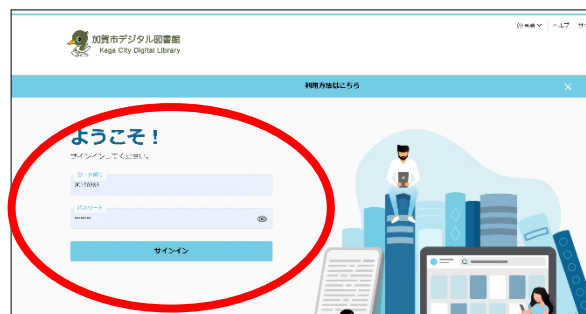 加賀市デジタル図書館
Kaga City Digital Library
ヘルプ
利用方法はこちら
ようこそ！
サインインしてください。
カード番号
パスワード
サインイン